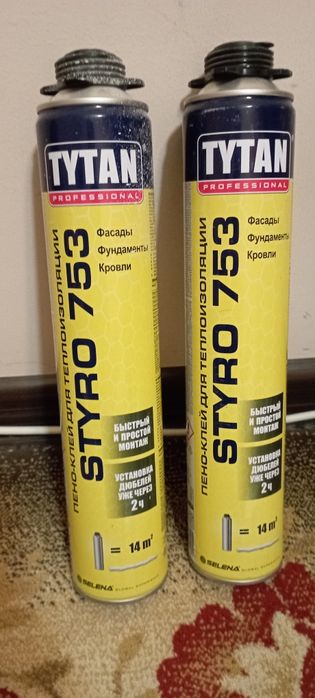 TYTAN
PROFESSIONAL
ПЕНО-КЛЕЙ ДЛЯ ТЕПЛОИЗОЛЯЦИИ
STYRO 753
Фасады
Фундаменты
Кровли
БЫСТРЫЙ
И ПРОСТОЙ
МОНТАЖ
УСТАНОВКА
ДЮБЕЛЕЙ
УЖЕ ЧЕРЕЗ
2 Ч
= 14 m²
SELENA
TYTAN
PROFESSIONAL
ПЕНО-КЛЕЙ ДЛЯ ТЕПЛОИЗОЛЯЦИИ
STYRO 753
Фасады
Фундаменты
Кровли
БЫСТРЫЙ
И ПРОСТОЙ
МОНТАЖ
УСТАНОВКА
ДЮБЕЛЕЙ
УЖЕ ЧЕРЕЗ
2 Ч
= 14 m²
SELENA